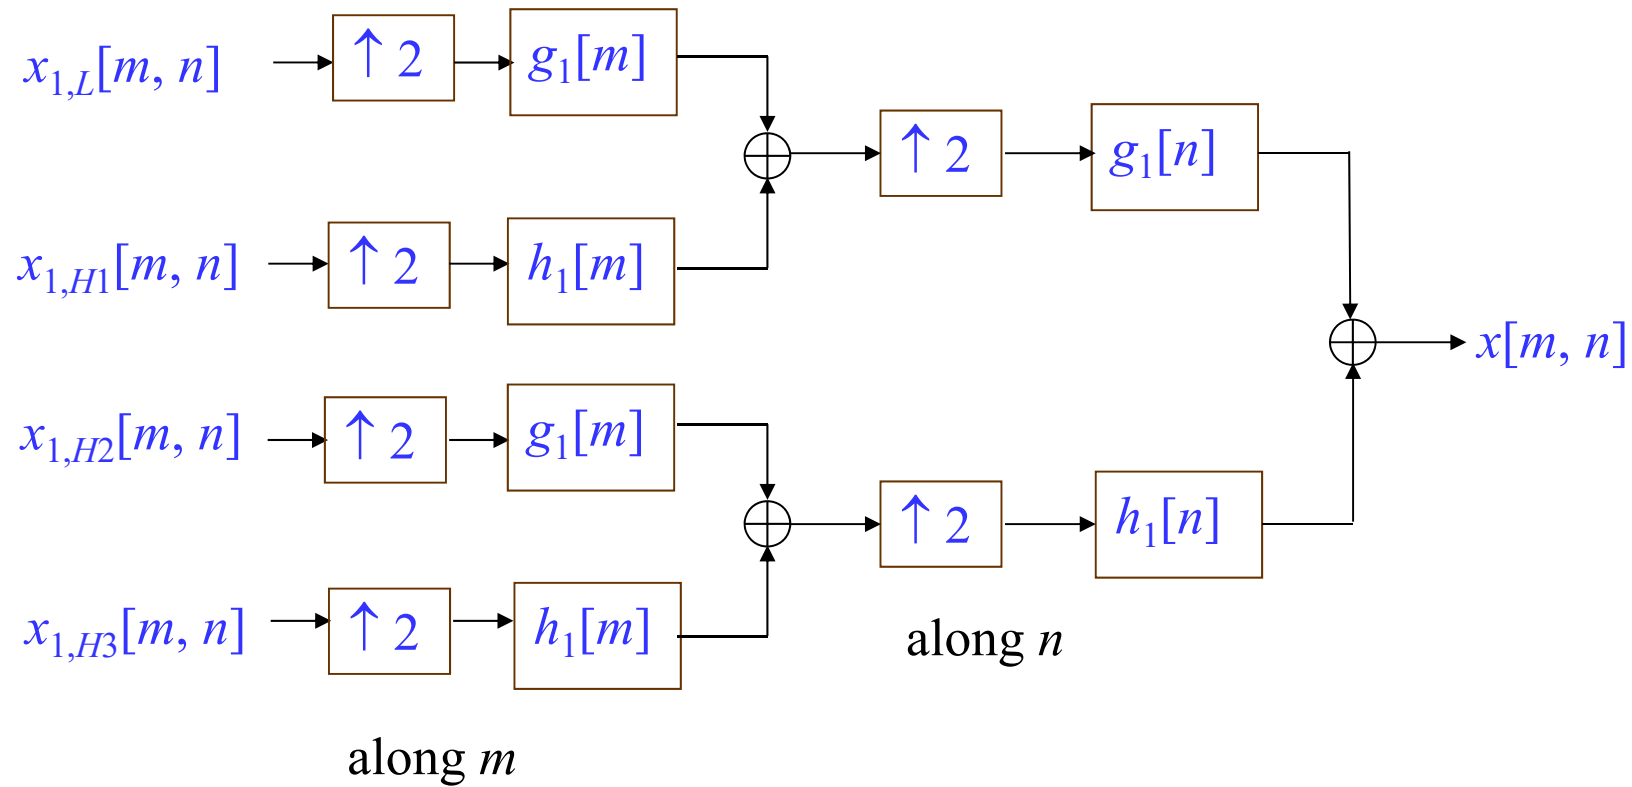 x₁,L[m, n] ↑ 2 g₁[m]
↑ 2 g₁[n]
x₁,H1[m, n] ↑ 2 h₁[m]
x[m, n]
x₁,H2[m, n] ↑ 2 g₁[m]
↑ 2 h₁[n]
x₁,H3[m, n] ↑ 2 h₁[m]
along n
along m